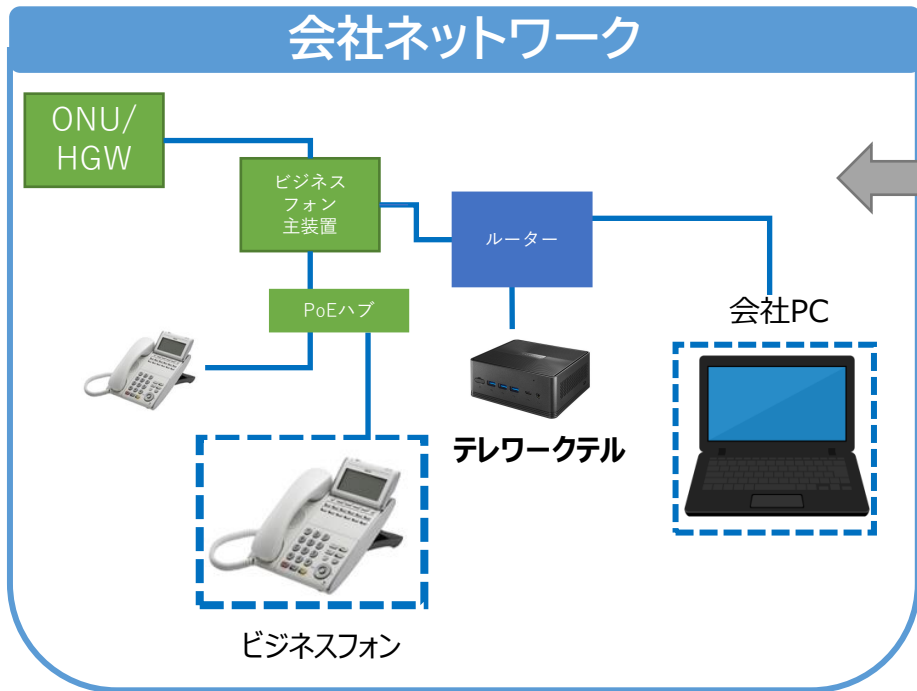 会社ネットワーク
ONU/
HGW
ビジネス
フォン
主装置
ルーター
PoEハブ
会社PC
テレワークテル
ビジネスフォン